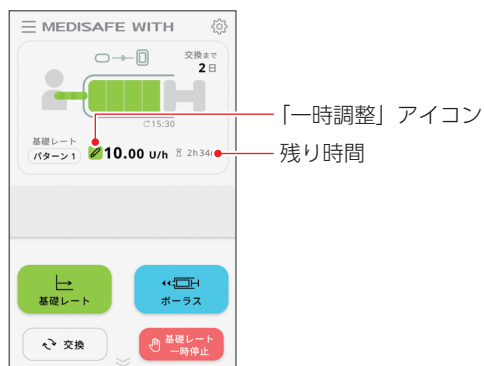 MEDISAFE WITH
交換まで
2日
15:30
基礎レート
パターン 1
10.00 U/h
2h34
「一時調整」アイコン
残り時間
基礎レート
ボーラス
交換
基礎レート
一時停止